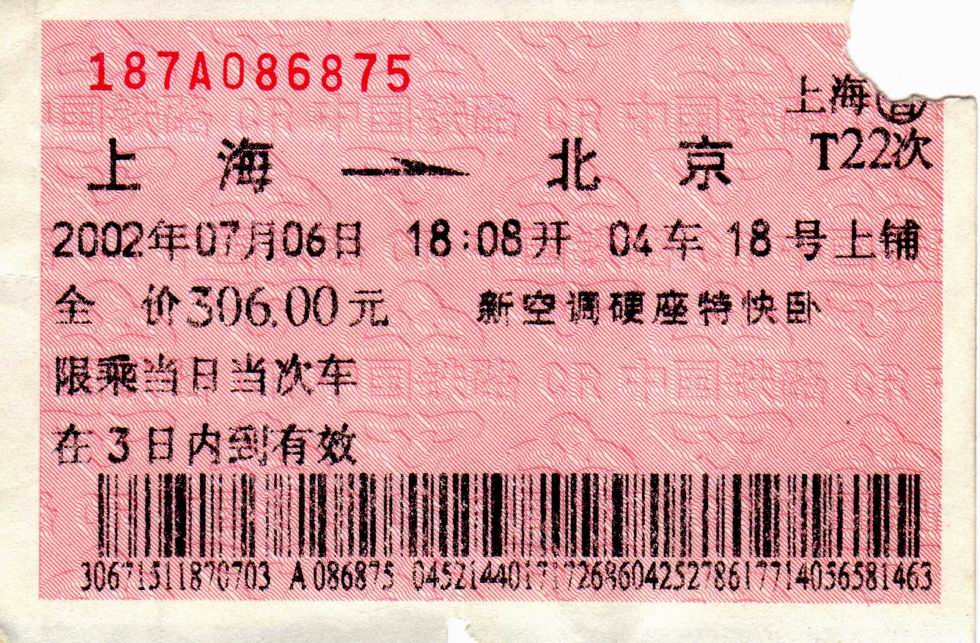 187A086875
上海售
上海 → 北京
T22次
2002年07月06日 18:08开 04车18号上铺
全 价306.00元 新空调硬座特快卧
限乘当日当次车
在3日内到有效
30671511870703 A086875